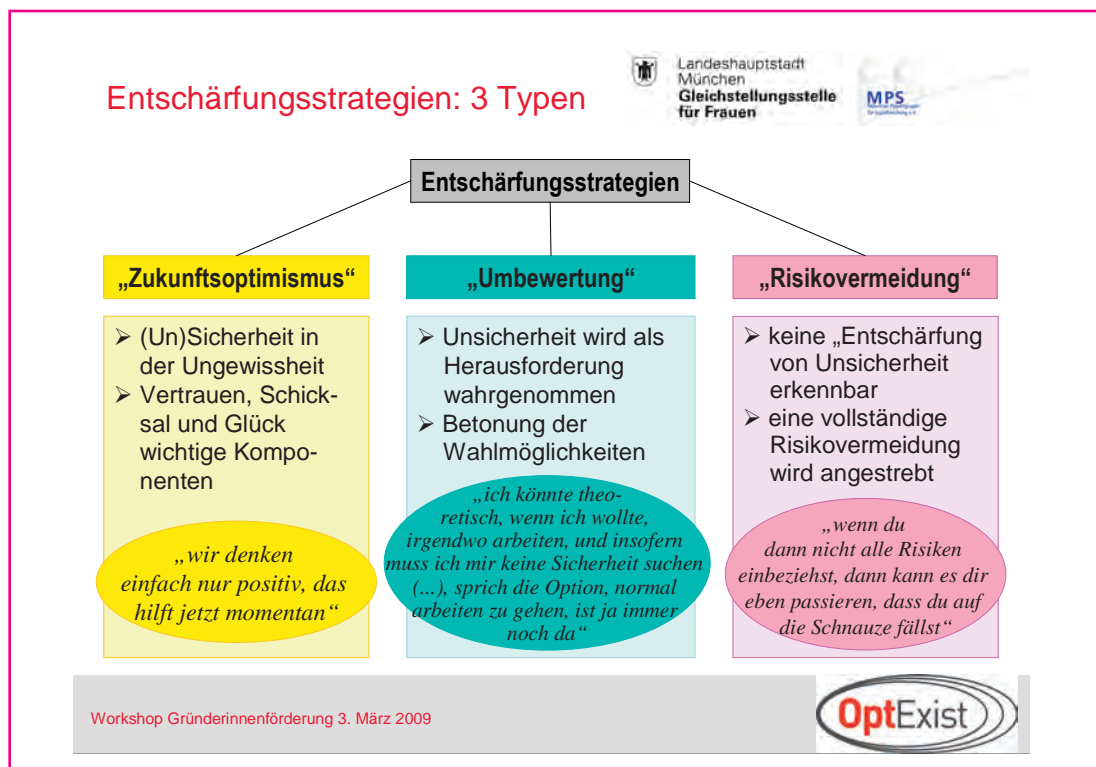 Entschärfungsstrategien: 3 Typen
Landeshauptstadt
München
Gleichstellungsstelle
für Frauen
MPS
Entschärfungsstrategien
„Zukunftsoptimismus“
➢ (Un)Sicherheit in
der Ungewissheit
➢ Vertrauen, Schick-
sal und Glück
wichtige Kompo-
nenten
„wir denken
einfach nur positiv, das
hilft jetzt momentan“
„Umbewertung“
➢ Unsicherheit wird als
Herausforderung
wahrgenommen
➢ Betonung der
Wahlmöglichkeiten
„ich könnte theo-
retisch, wenn ich wollte,
irgendwo arbeiten, und insofern
muss ich mir keine Sicherheit suchen
(...), sprich die Option, normal
arbeiten zu gehen, ist ja immer
noch da“
„Risikovermeidung“
➢ keine „Entschärfung
von Unsicherheit
erkennbar
➢ eine vollständige
Risikovermeidung
wird angestrebt
„wenn du
dann nicht alle Risiken
einbeziehst, dann kann es dir
eben passieren, dass du auf
die Schnauze fällst“
Workshop Gründerinnenförderung 3. März 2009
OptExist